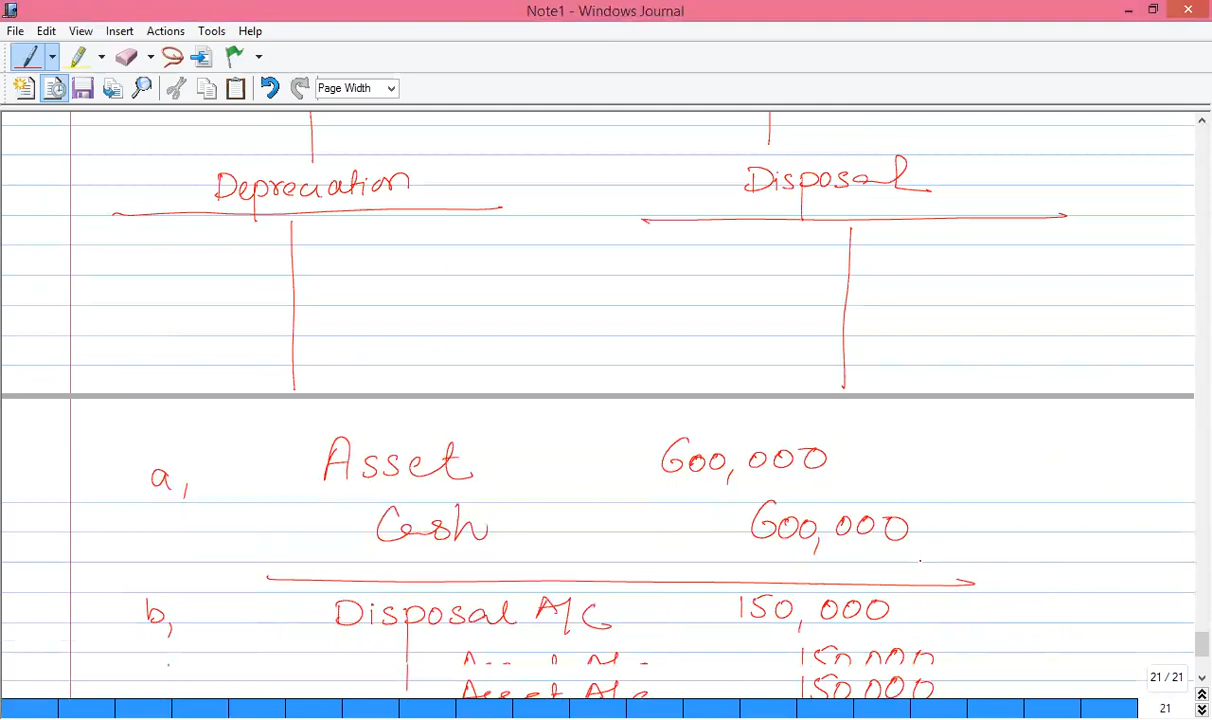 Note1 - Windows Journal
File Edit View Insert Actions Tools Help
Page Width
Depreciation Disposal
a, Asset 600,000
Cash 600,000
b, Disposal A/C 150,000
150,000
Asset A/c 150,000
21 / 21
21